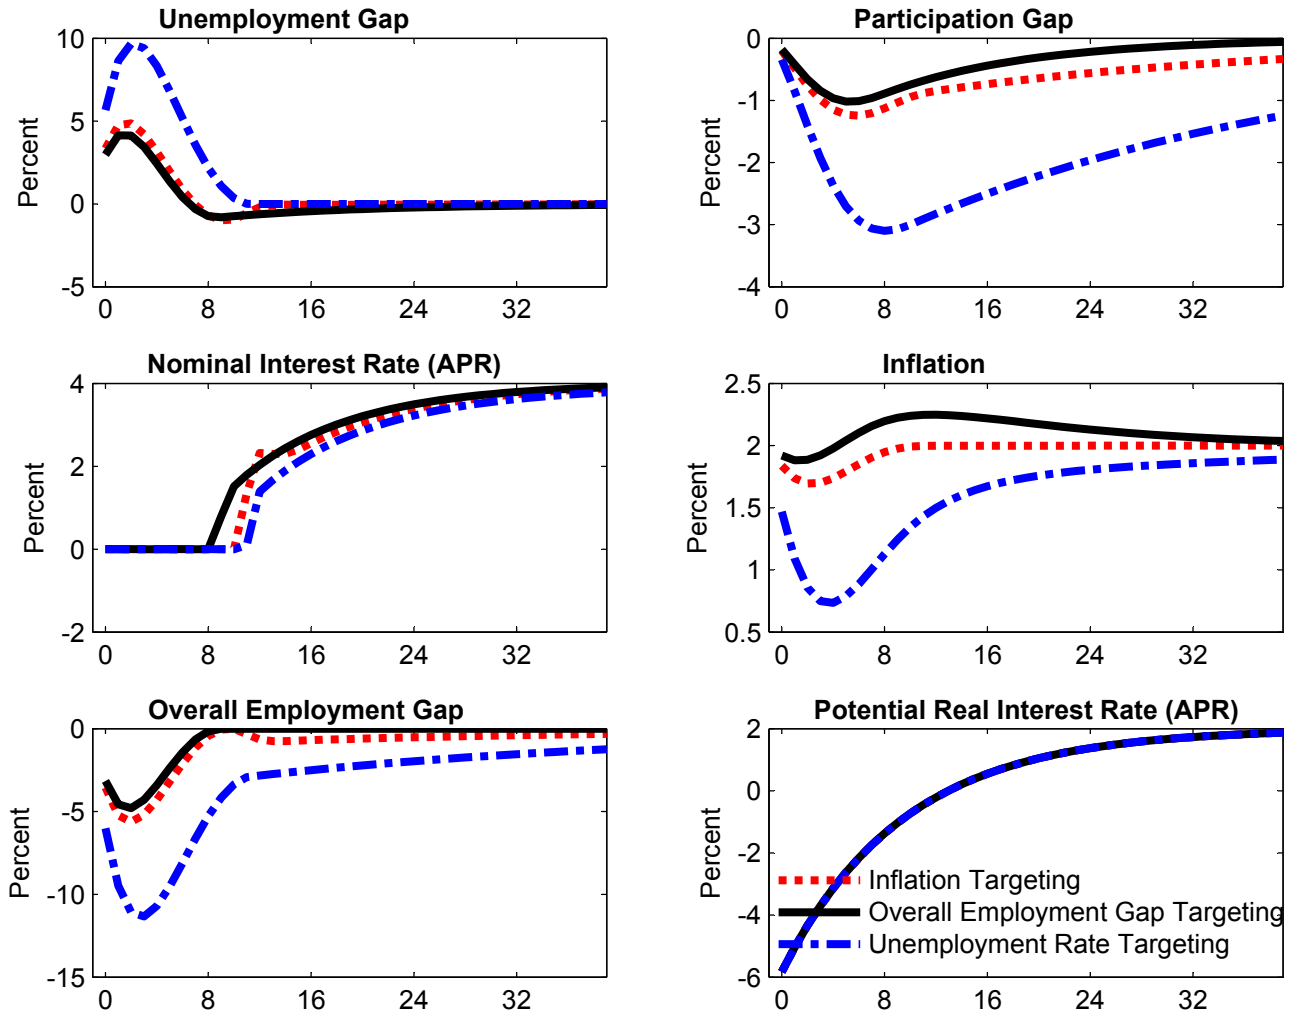 Unemployment Gap
Percent
10
5
0
-5
0 8 16 24 32
Participation Gap
Percent
0
-1
-2
-3
-4
0 8 16 24 32
Nominal Interest Rate (APR)
Percent
4
2
0
-2
0 8 16 24 32
Inflation
Percent
2.5
2
1.5
1
0.5
0 8 16 24 32
Overall Employment Gap
Percent
0
-5
-10
-15
0 8 16 24 32
Potential Real Interest Rate (APR)
Percent
2
0
-2
-4
-6
Inflation Targeting
Overall Employment Gap Targeting
Unemployment Rate Targeting
0 8 16 24 32